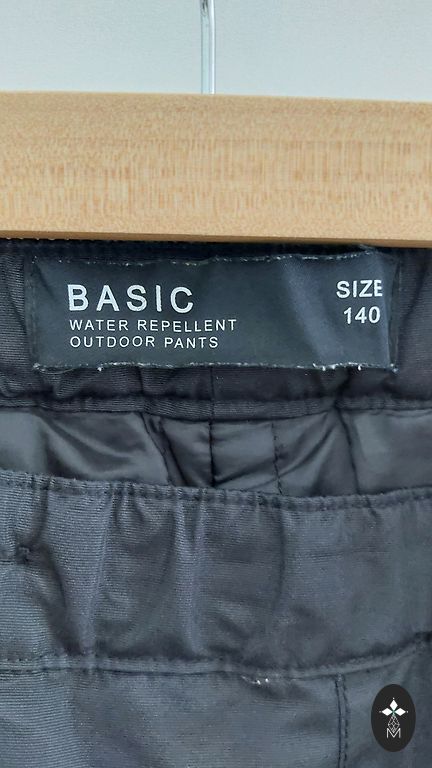 BASIC
WATER REPELLENT
OUTDOOR PANTS
SIZE
140
M